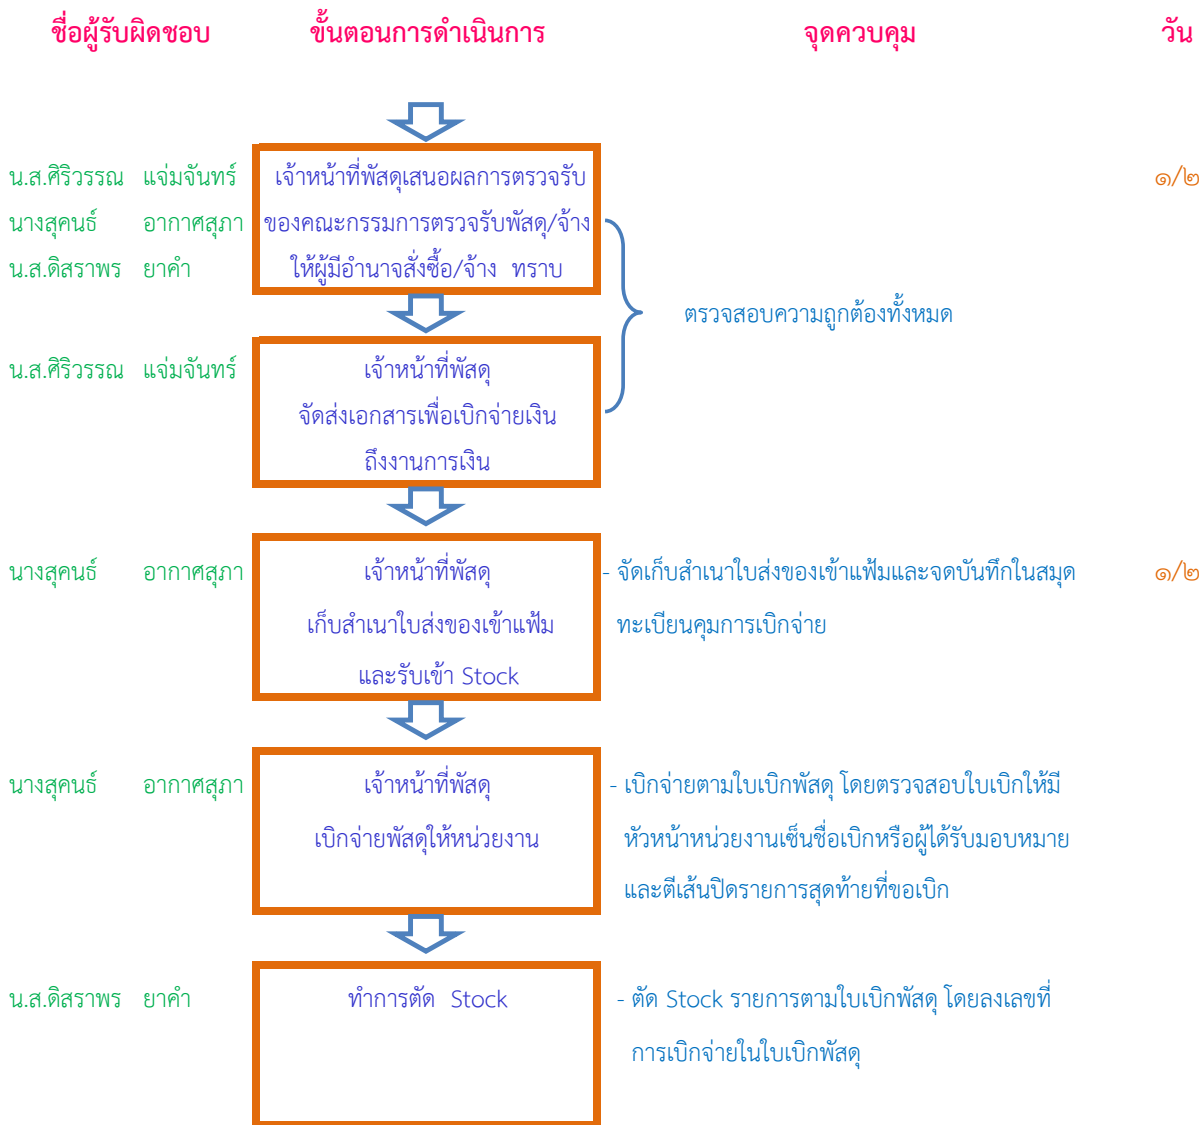 ชื่อผู้รับผิดชอบ ขั้นตอนการดำเนินการ จุดควบคุม วัน
น.ส.ศิริวรรณ แจ่มจันทร์ เจ้าหน้าที่พัสดุเสนอผลการตรวจรับ ๑/๒
นางสุคนธ์ อากาศสุภา ของคณะกรรมการตรวจรับพัสดุ/จ้าง
น.ส.ดิสราพร ยาคำ ให้ผู้มีอำนาจสั่งซื้อ/จ้าง ทราบ
ตรวจสอบความถูกต้องทั้งหมด
น.ส.ศิริวรรณ แจ่มจันทร์ เจ้าหน้าที่พัสดุ
จัดส่งเอกสารเพื่อเบิกจ่ายเงิน
ถึงงานการเงิน
นางสุคนธ์ อากาศสุภา เจ้าหน้าที่พัสดุ - จัดเก็บสำเนาใบส่งของเข้าแฟ้มและจดบันทึกในสมุด ๑/๒
เก็บสำเนาใบส่งของเข้าแฟ้ม ทะเบียนคุมการเบิกจ่าย
และรับเข้า Stock
นางสุคนธ์ อากาศสุภา เจ้าหน้าที่พัสดุ - เบิกจ่ายตามใบเบิกพัสดุ โดยตรวจสอบใบเบิกให้มี
เบิกจ่ายพัสดุให้หน่วยงาน หัวหน้าหน่วยงานเซ็นชื่อเบิกหรือผู้ได้รับมอบหมาย
และตีเส้นปิดรายการสุดท้ายที่ขอเบิก
น.ส.ดิสราพร ยาคำ ทำการตัด Stock - ตัด Stock รายการตามใบเบิกพัสดุ โดยลงเลขที่
การเบิกจ่ายในใบเบิกพัสดุ